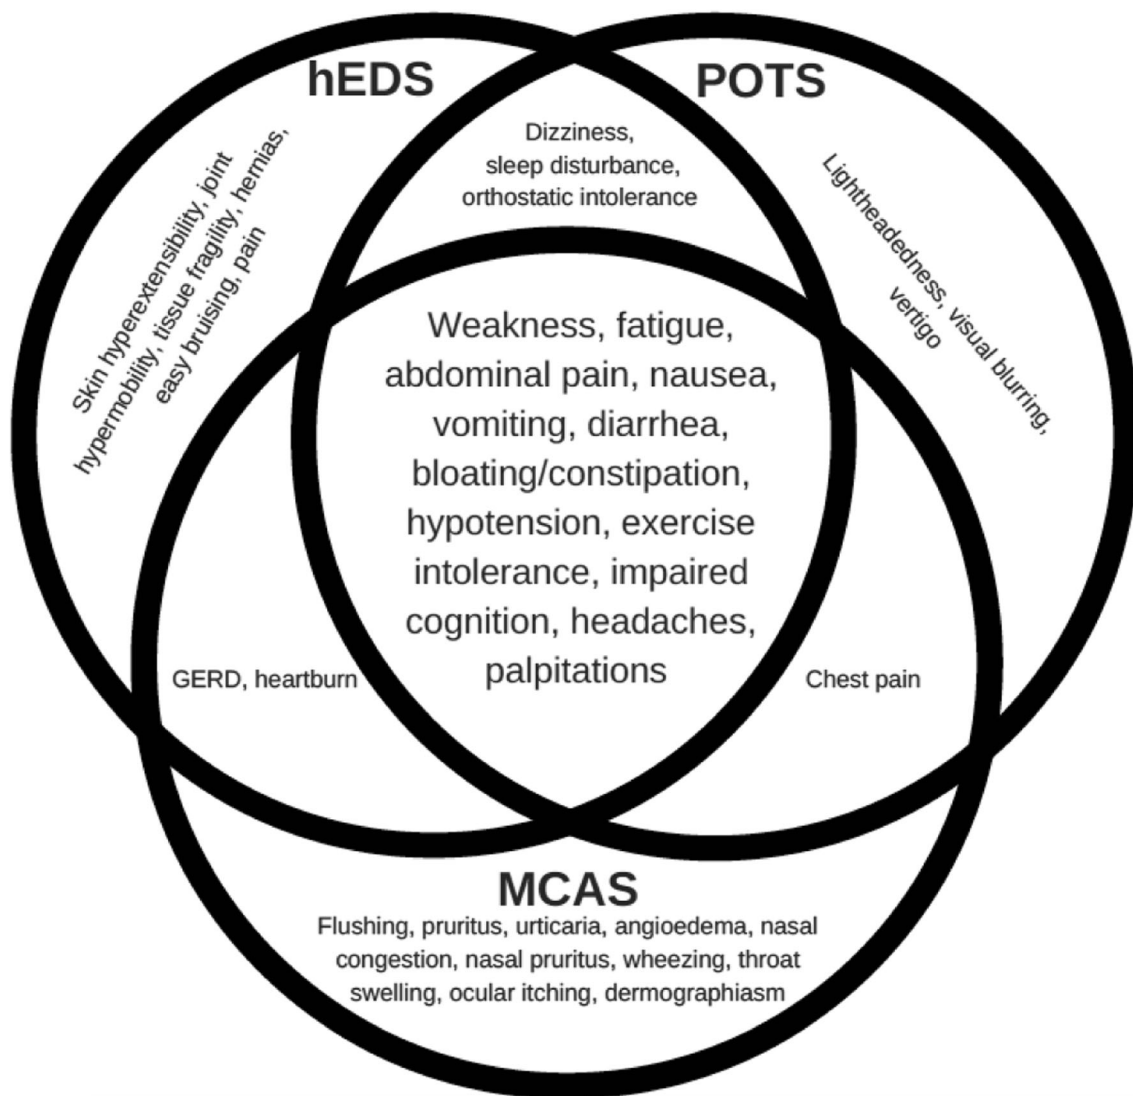 hEDS
POTS
Dizziness,
sleep disturbance,
orthostatic intolerance
Skin hyperextensibility, joint
hypermobility, tissue fragility, hernias,
easy bruising, pain
Lightheadedness, visual blurring,
vertigo
Weakness, fatigue,
abdominal pain, nausea,
vomiting, diarrhea,
bloating/constipation,
hypotension, exercise
intolerance, impaired
cognition, headaches,
palpitations
GERD, heartburn
Chest pain
MCAS
Flushing, pruritus, urticaria, angioedema, nasal
congestion, nasal pruritus, wheezing, throat
swelling, ocular itching, dermographiasm